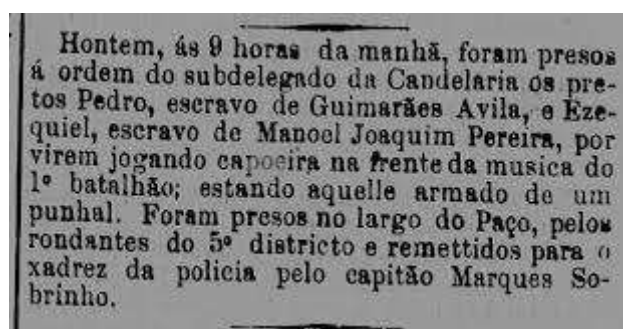 Hontem, ás 9 horas da manhã, foram presos
á ordem do subdelegado da Candelaria os pre-
tos Pedro, escravo de Guimarães Avila, e Eze-
quiel, escravo de Manoel Joaquim Pereira, por
virem jogando capoeira na frente da musica do
1º batalhão; estando aquelle armado de um
punhal. Foram presos no largo do Paço, pelos
rondantes do 5º districto e remettidos para o
xadrez da policia pelo capitão Marques So-
brinho.